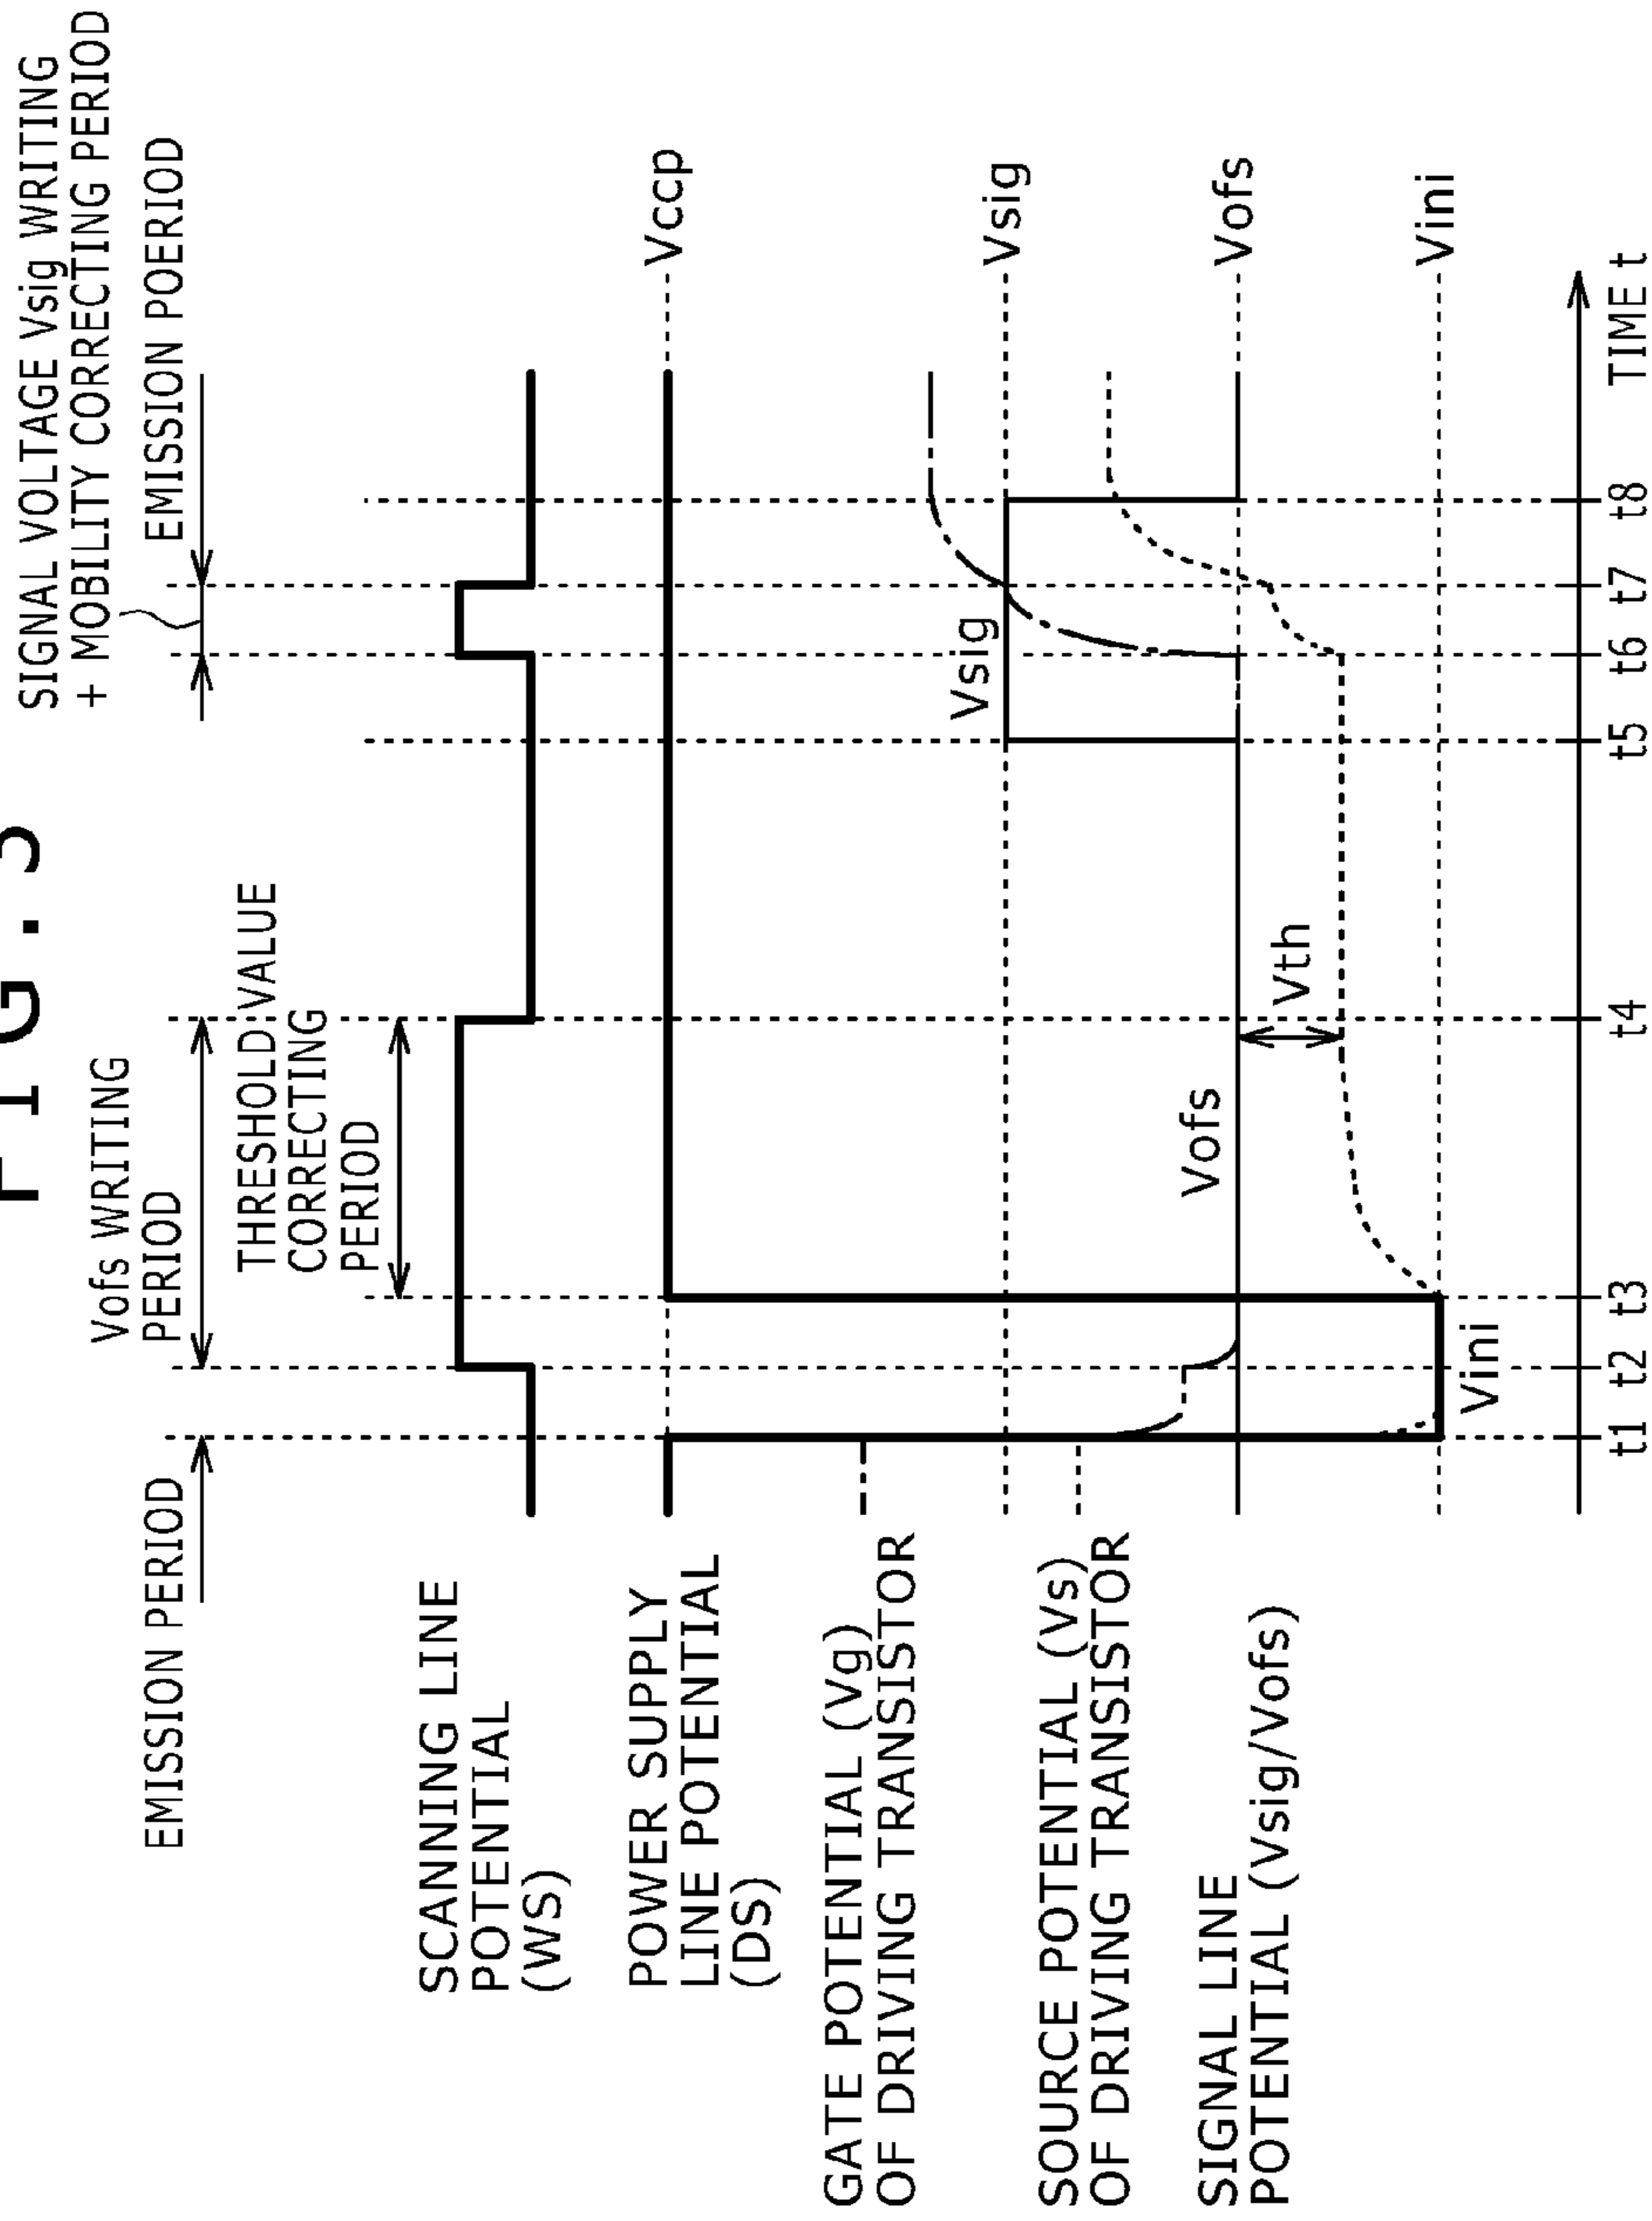 FIG.3
SIGNAL VOLTAGE Vsig WRITING
+ MOBILITY CORRECTING PERIOD
Vofs WRITING
PERIOD
EMISSION PERIOD
EMISSION POERIOD
THRESHOLD VALUE
CORRECTING
PERIOD
SCANNING LINE
POTENTIAL
(WS)
POWER SUPPLY
LINE POTENTIAL
(DS)
Vccp
GATE POTENTIAL (Vg)
OF DRIVING TRANSISTOR
Vsig
Vsig
SOURCE POTENTIAL (Vs)
OF DRIVING TRANSISTOR
Vofs
Vofs
SIGNAL LINE
POTENTIAL (Vsig/Vofs)
Vth
Vini
Vini
t1 t2 t3 t4 t5 t6 t7 t8 TIME t